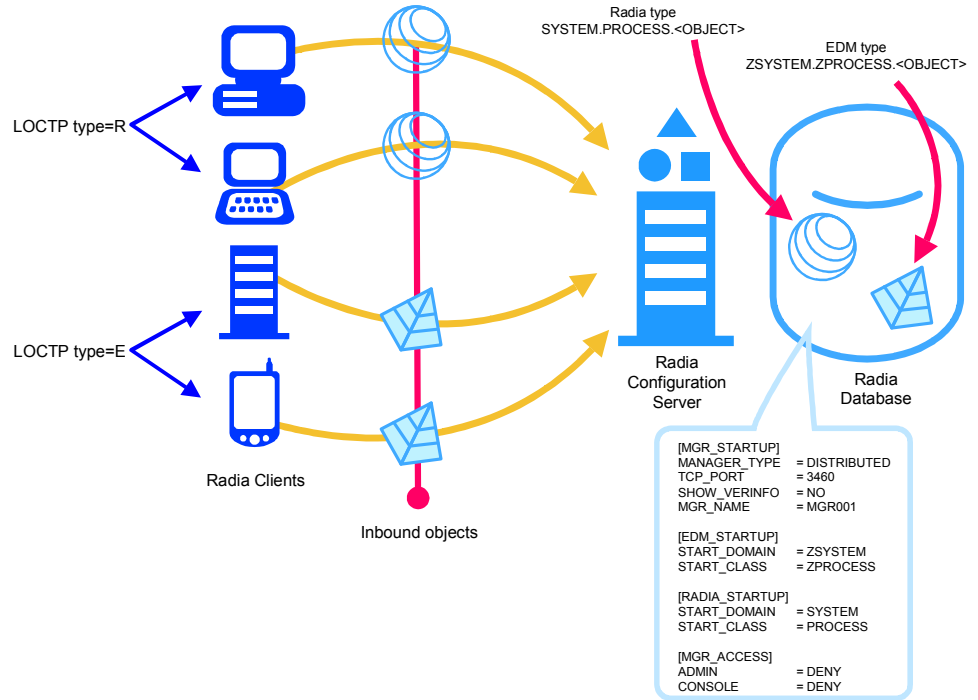 Radia type
SYSTEM.PROCESS.<OBJECT>
EDM type
ZSYSTEM.ZPROCESS.<OBJECT>
LOCTP type=R
LOCTP type=E
Radia Clients
Inbound objects
Radia
Configuration
Server
Radia
Database
[MGR_STARTUP]
MANAGER_TYPE = DISTRIBUTED
TCP_PORT = 3460
SHOW_VERINFO = NO
MGR_NAME = MGR001
[EDM_STARTUP]
START_DOMAIN = ZSYSTEM
START_CLASS = ZPROCESS
[RADIA_STARTUP]
START_DOMAIN = SYSTEM
START_CLASS = PROCESS
[MGR_ACCESS]
ADMIN = DENY
CONSOLE = DENY